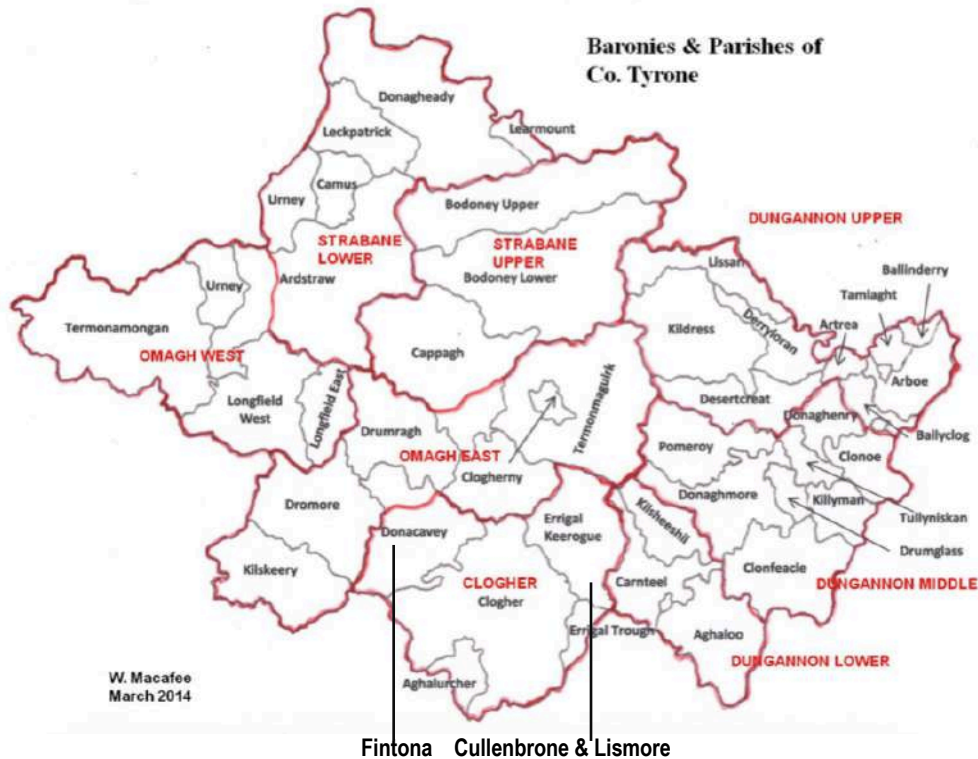 Baronies & Parishes of
Co. Tyrone
Donagheady
Leckpatrick
Learmount
Camus
Urney
Bodoney Upper
DUNGANNON UPPER
STRABANE
LOWER
STRABANE
UPPER
Ardstraw
Bodoney Lower
Lissan
Ballinderry
Urney
Tamlaght
Termonamongan
Kildress
Derryloran
Artrea
OMAGH WEST
Cappagh
Arboe
Longfield
West
Longfield East
Termonmaguirk
Desertcreat
Donaghenry
Ballyclog
Drumragh
OMAGH EAST
Pomeroy
Clonoe
Clogherny
Donaghmore
Killyman
Dromore
Tullyniskan
Donacavey
Errigal
Keerogue
Kilsheeshil
Drumglass
Kilskeery
CLOGHER
Clogher
Carnteel
Clonfeacle
DUNGANNON MIDDLE
Errigal Trough
Aghaloo
DUNGANNON LOWER
Aghalurcher
W. Macafee
March 2014
Fintona
Cullenbrone & Lismore